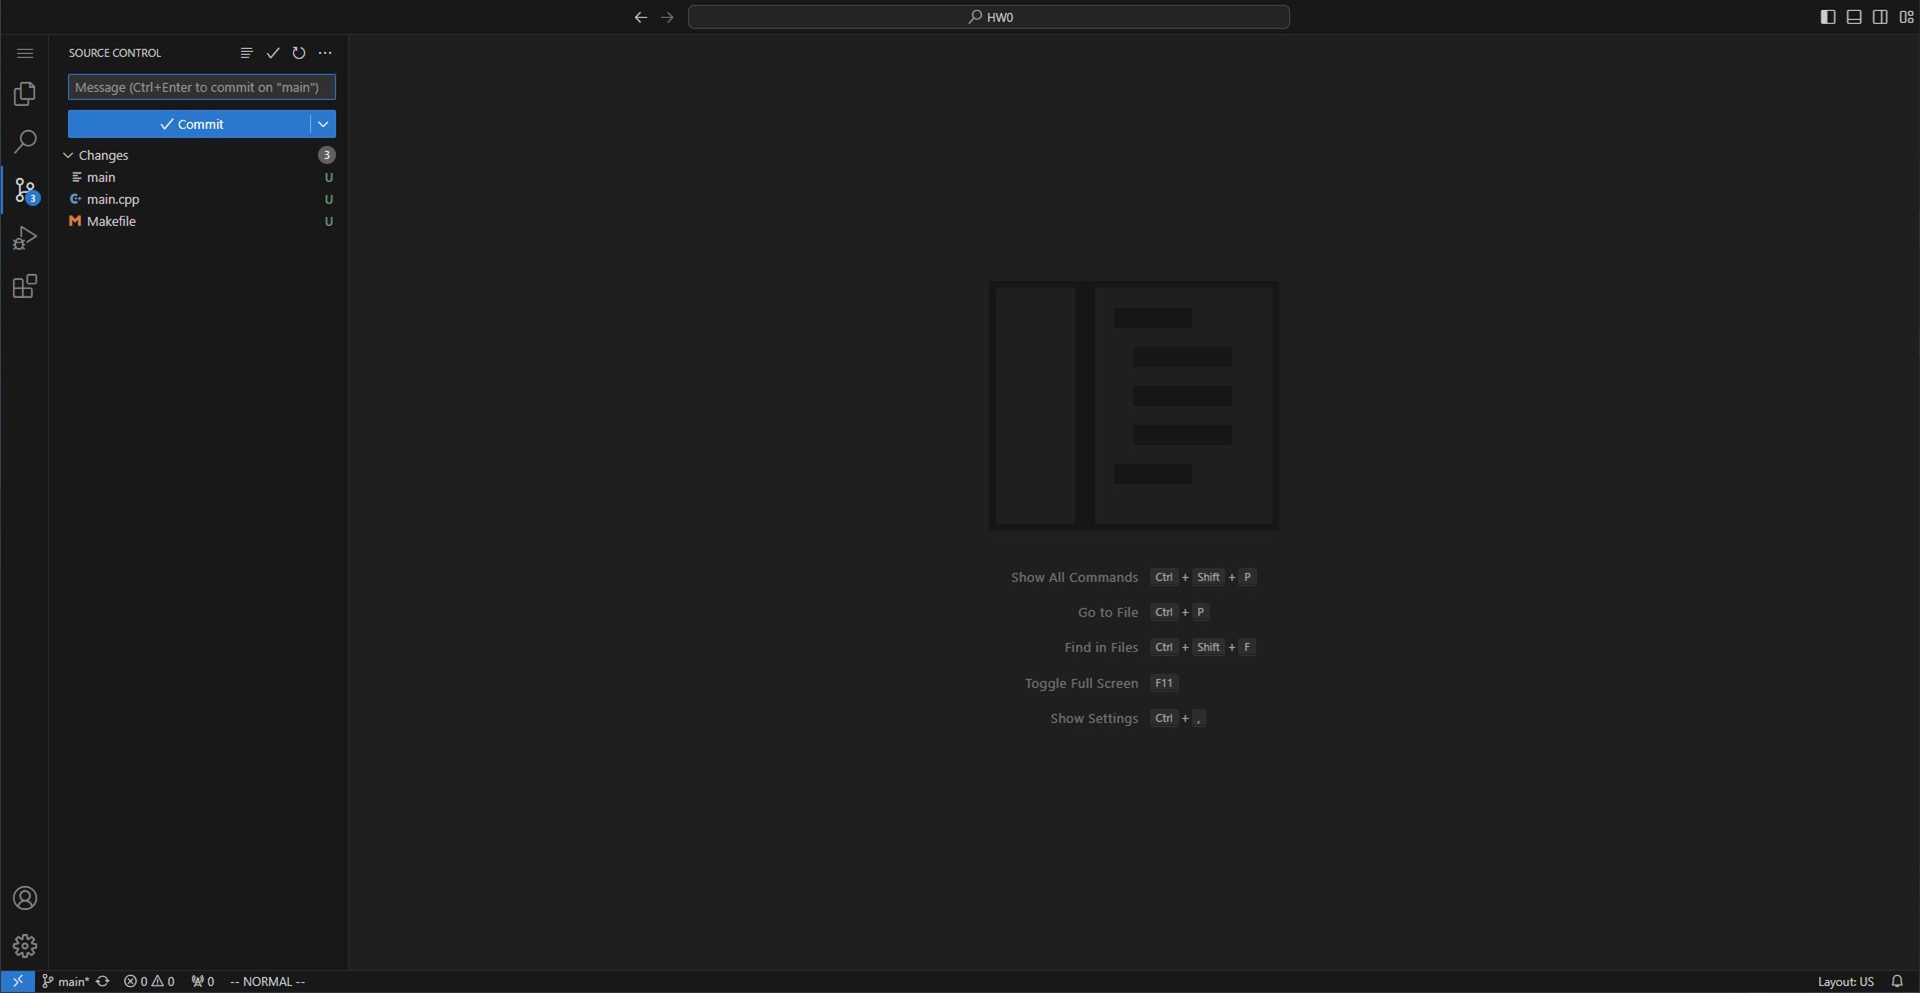 HW0
SOURCE CONTROL
Message (Ctrl+Enter to commit on "main")
Commit
Changes 3
main U
3
main.cpp U
Makefile U
Show All Commands Ctrl + Shift + P
Go to File Ctrl + P
Find in Files Ctrl + Shift + F
Toggle Full Screen F11
Show Settings Ctrl + ,
main* 0 0 0 -- NORMAL -- Layout: US